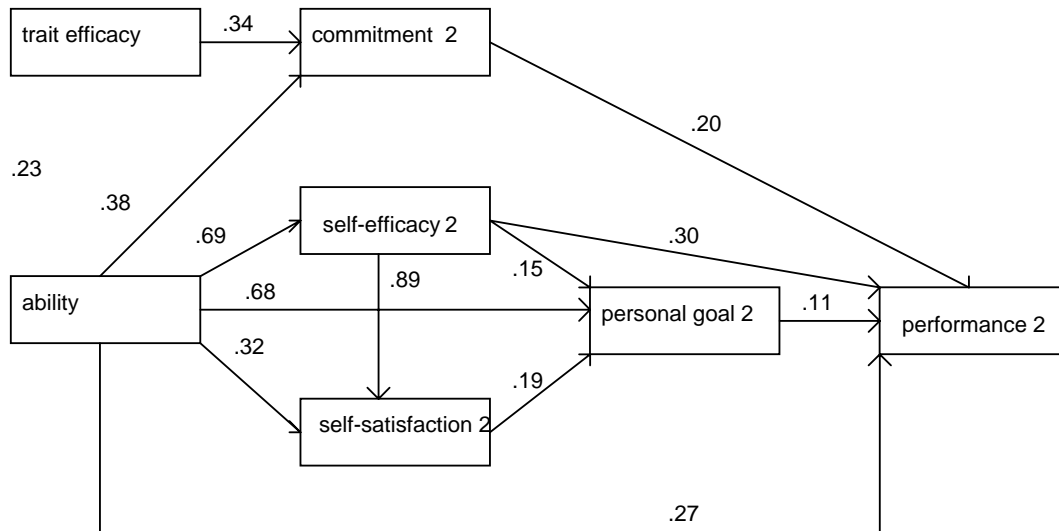 trait efficacy
.34
commitment 2
.20
.23
.38
self-efficacy 2
.69
.30
.15
.89
ability
.68
personal goal 2
.11
performance 2
.32
.19
self-satisfaction 2
.27